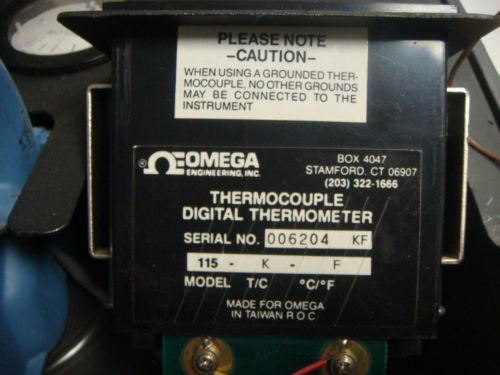 PLEASE NOTE
–CAUTION–
WHEN USING A GROUNDED THER-
MOCOUPLE, NO OTHER GROUNDS
MAY BE CONNECTED TO THE
INSTRUMENT
® OMEGA
ENGINEERING, INC.
BOX 4047
STAMFORD, CT 06907
(203) 322-1666
THERMOCOUPLE
DIGITAL THERMOMETER
SERIAL NO. 006204 KF
115 - K - F
MODEL T/C °C/°F
MADE FOR OMEGA
IN TAIWAN R O C